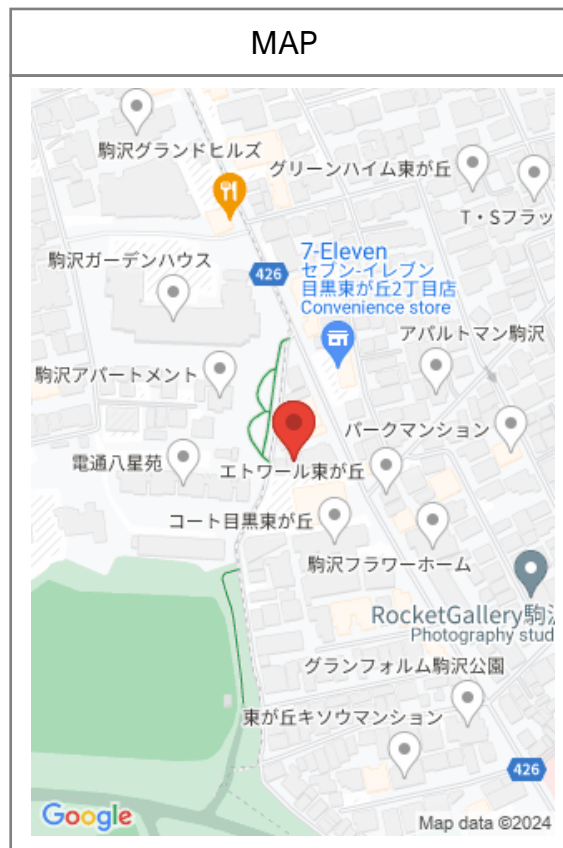 MAP
駒沢グランドヒルズ
グリーンハイム東が丘
T・Sフラッ
駒沢ガーデンハウス
426
7-Eleven
セブン-イレブン
目黒東が丘2丁目店
Convenience store
アパルトマン駒沢
駒沢アパートメント
パークマンション
電通八星苑
エトワール東が丘
コート目黒東が丘
駒沢フラワーホーム
RocketGallery駒沢
Photography stud
グランフォルム駒沢公園
東が丘キソウマンション
426
Google
Map data ©2024